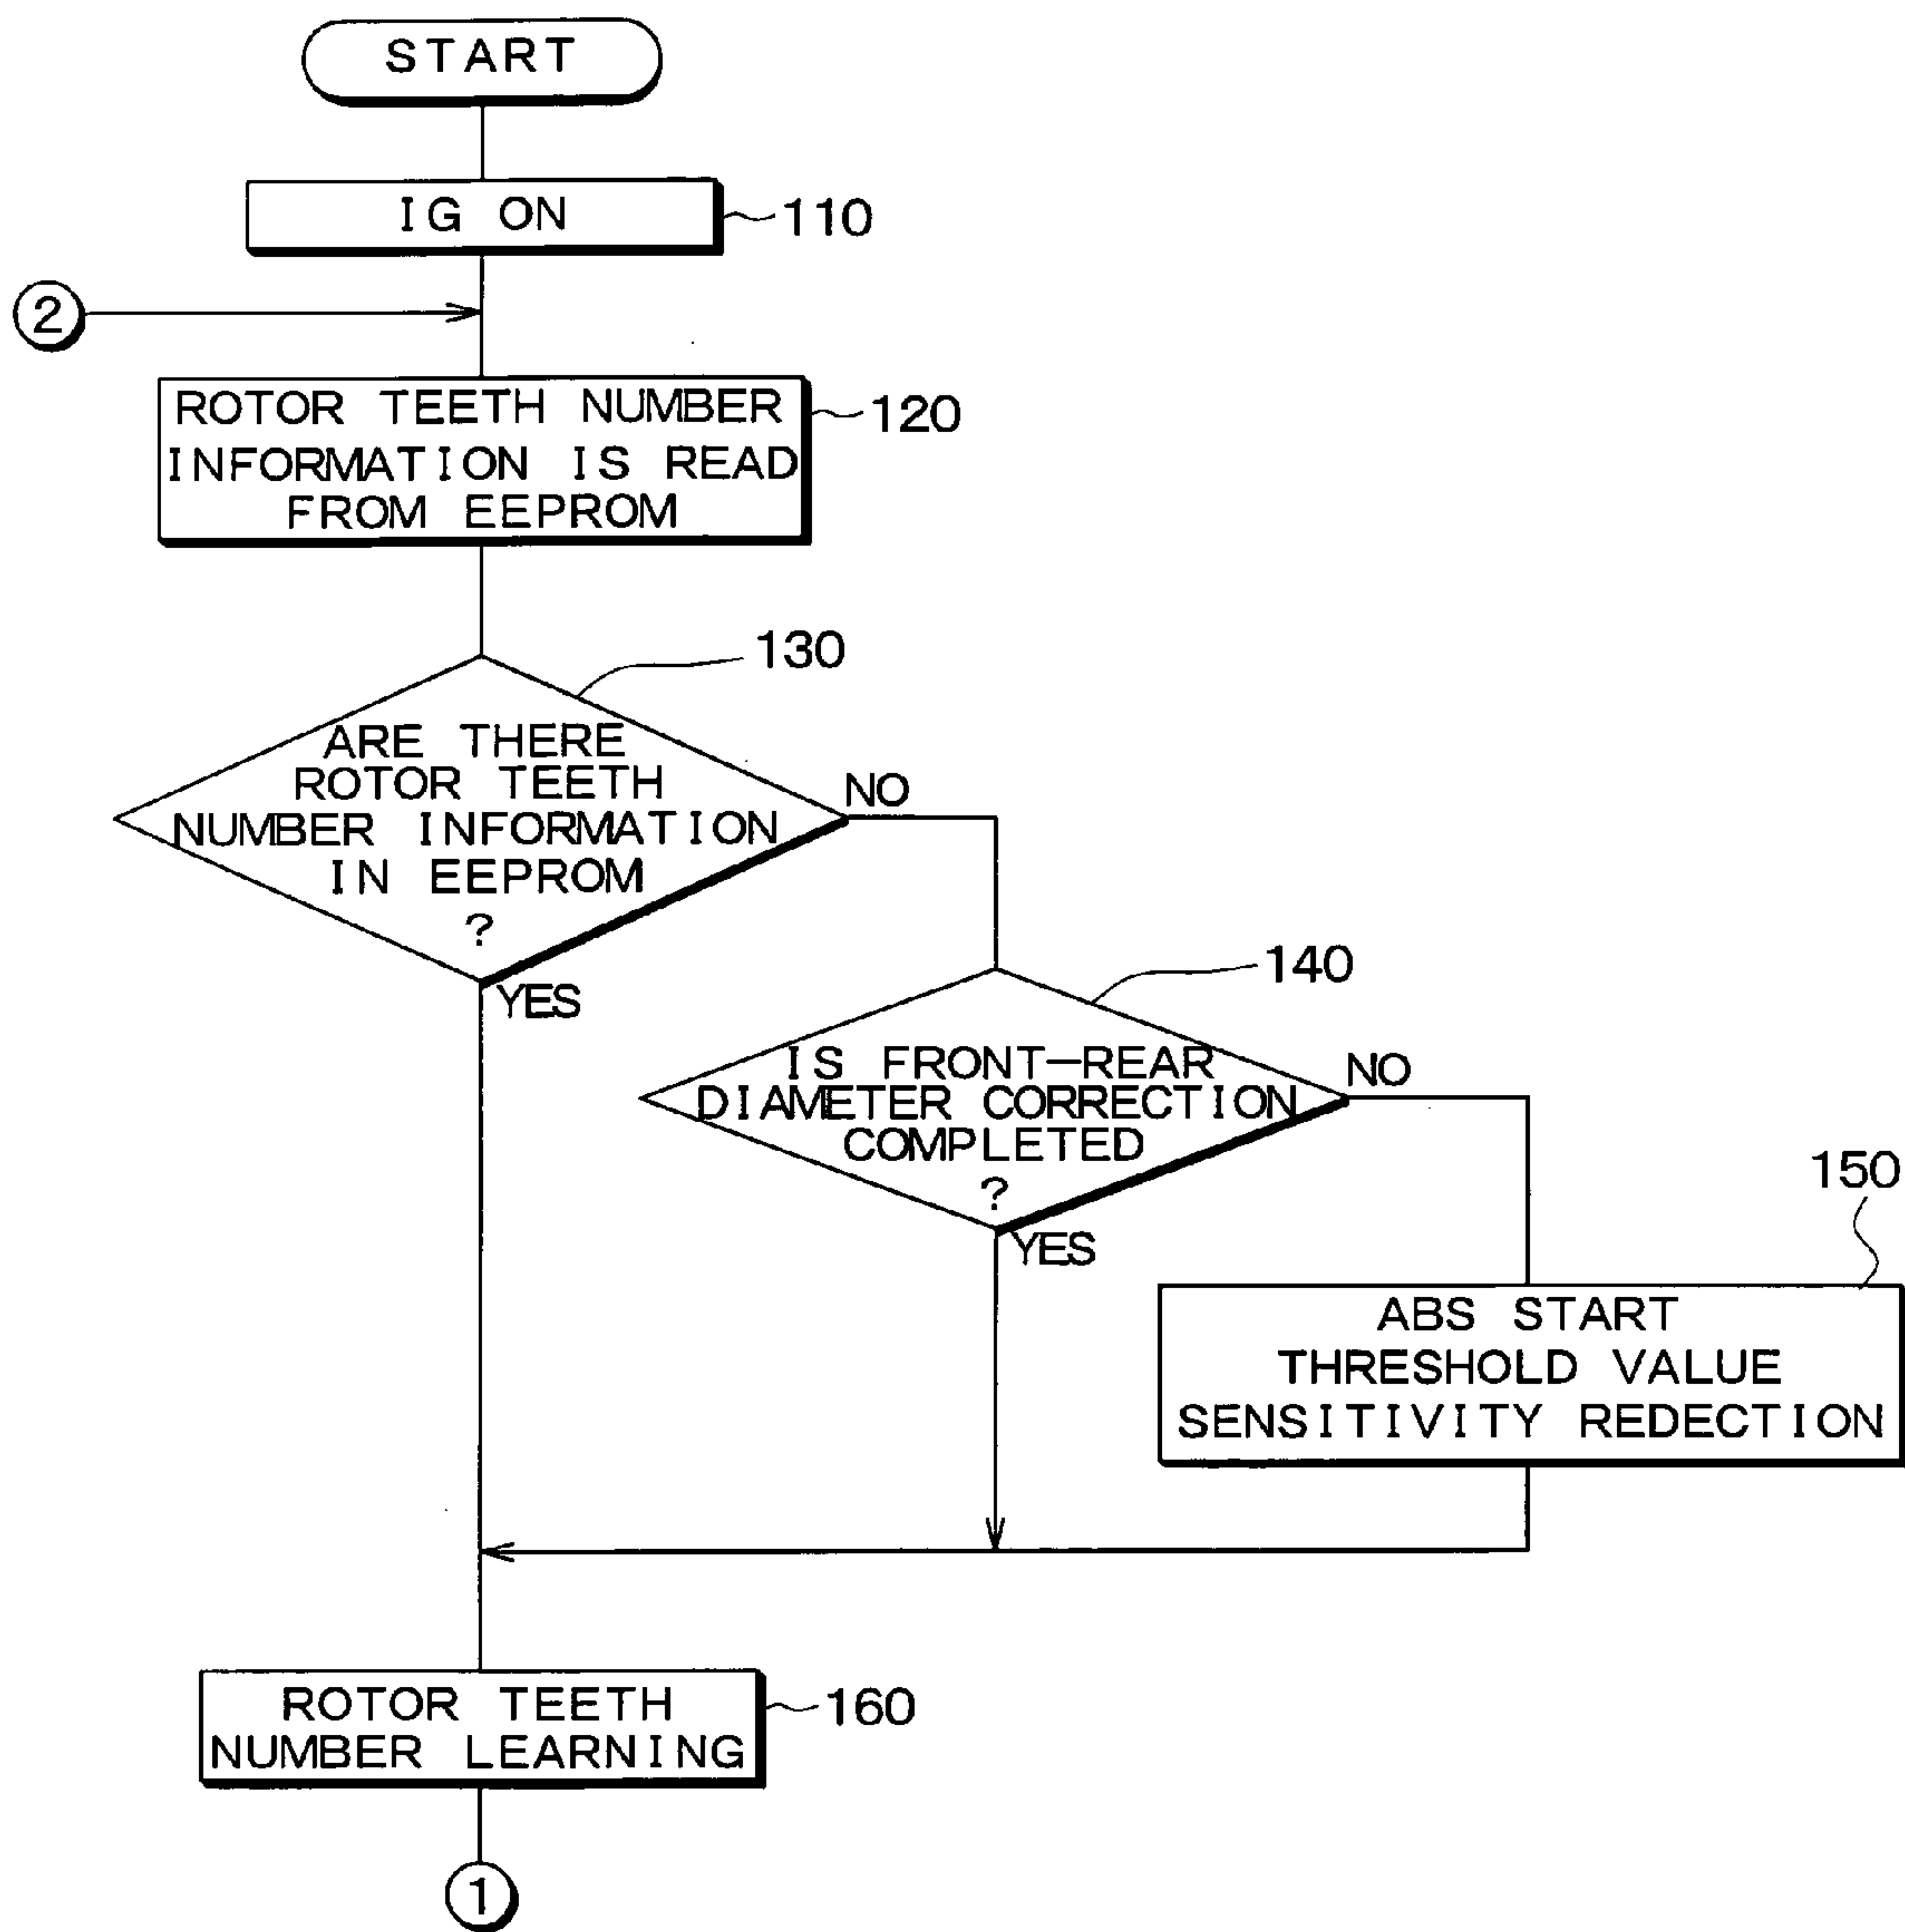 START
IG ON
110
2
ROTOR TEETH NUMBER
INFORMATION IS READ
FROM EEPROM
120
130
ARE THERE
ROTOR TEETH
NUMBER INFORMATION
IN EEPROM
?
NO
YES
140
IS FRONT-REAR
DIAMETER CORRECTION
COMPLETED
?
NO
YES
150
ABS START
THRESHOLD VALUE
SENSITIVITY REDECTION
ROTOR TEETH
NUMBER LEARNING
160
1